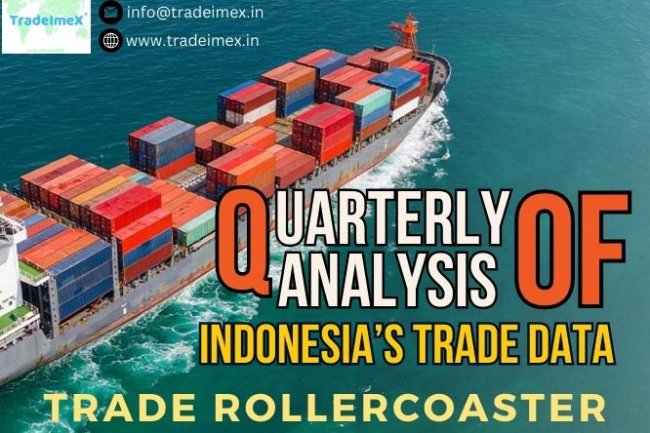 TradeImeX
info@tradeimex.in
www.tradeimex.in
QUARTERLY
ANALYSIS OF
INDONESIA'S TRADE DATA
TRADE ROLLERCOASTER